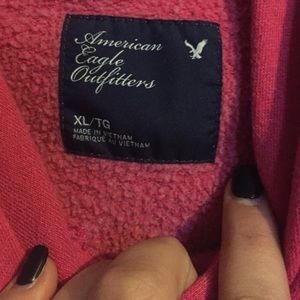 American
Eagle
Outfitters
XL/TG
MADE IN VIETNAM
FABRIQUÉ AU VIETNAM